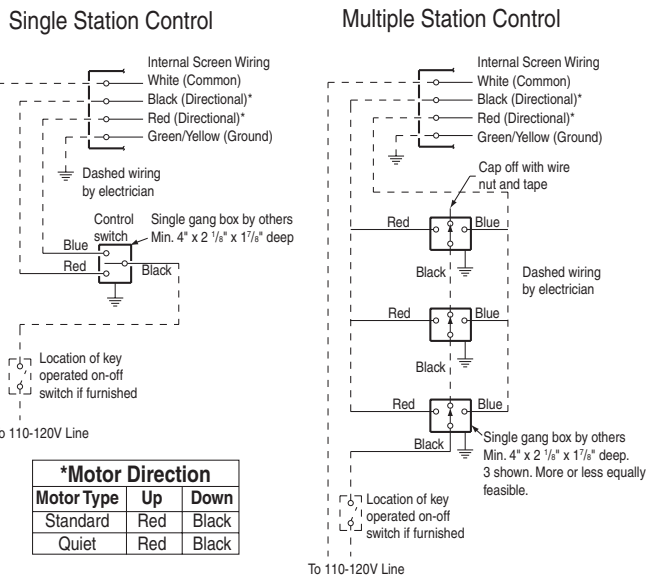 Single Station Control
Internal Screen Wiring
White (Common)
Black (Directional)*
Red (Directional)*
Green/Yellow (Ground)
Dashed wiring
by electrician
Control
switch
Single gang box by others
Min. 4" x 2 1/8" x 17/8" deep
Blue
Red
Black
Location of key
operated on-off
switch if furnished
o 110-120V Line
*Motor Direction
Motor Type Up Down
Standard Red Black
Quiet Red Black
Multiple Station Control
Internal Screen Wiring
White (Common)
Black (Directional)*
Red (Directional)*
Green/Yellow (Ground)
Cap off with wire
nut and tape
Red
Blue
Black
Dashed wiring
by electrician
Red
Blue
Black
Red
Blue
Black
Single gang box by others
Min. 4" x 2 1/8" x 17/8" deep.
3 shown. More or less equally
feasible.
Location of key
operated on-off
switch if furnished
To 110-120V Line